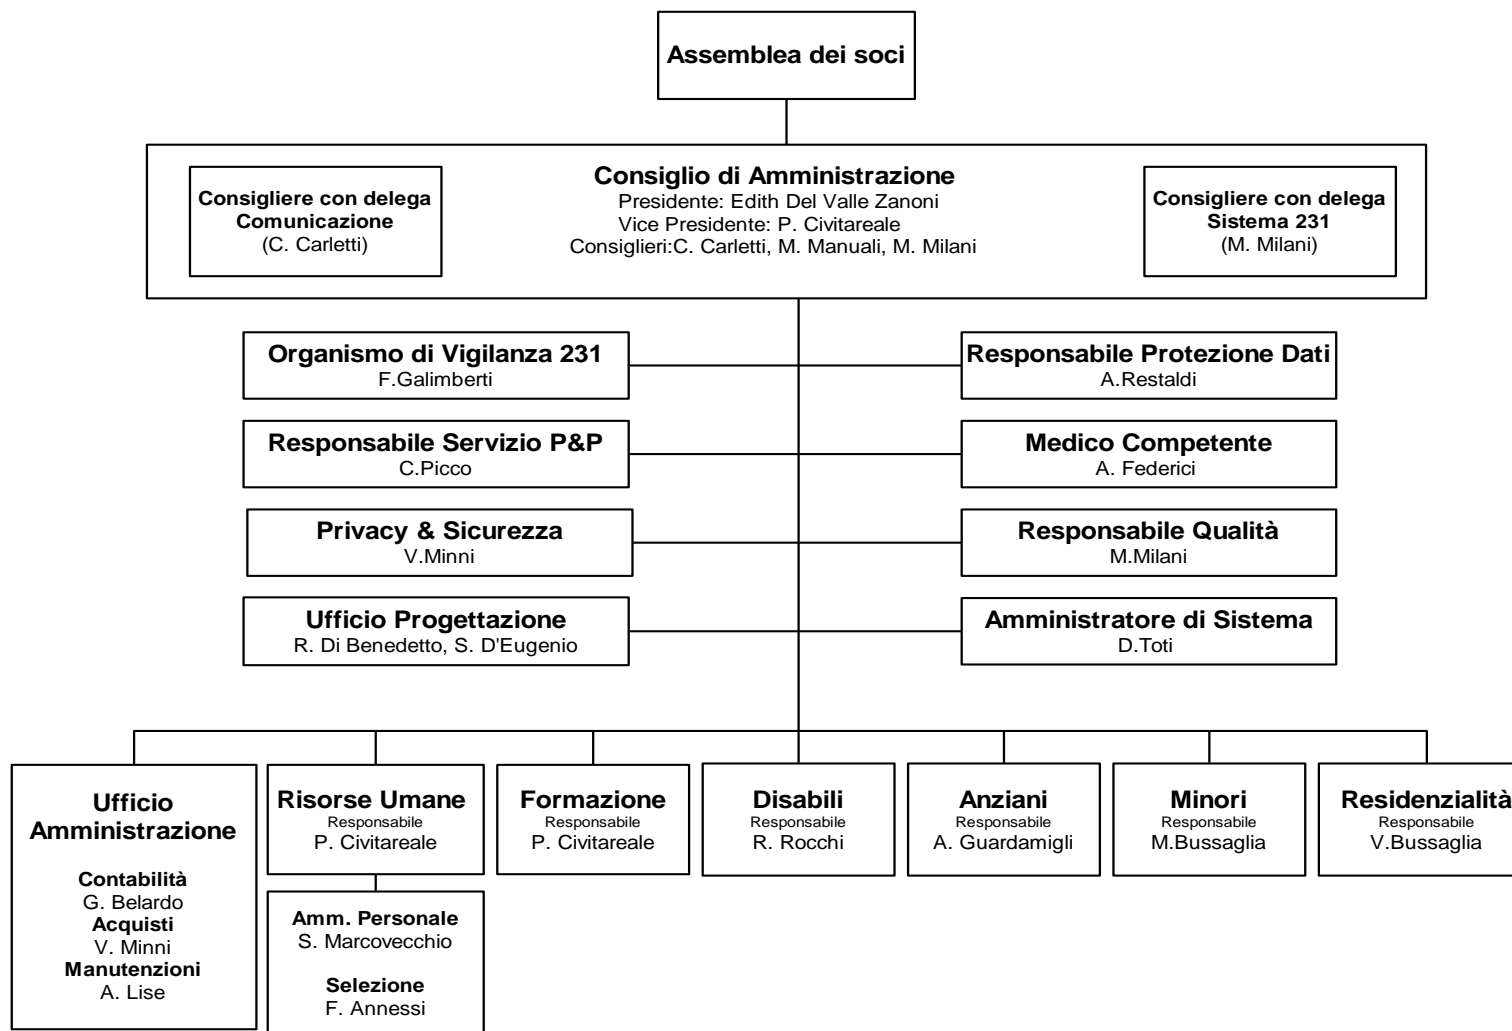 Assemblea dei soci
Consigliere con delega
Comunicazione
(C. Carletti)
Consiglio di Amministrazione
Presidente: Edith Del Valle Zanoni
Vice Presidente: P. Civitareale
Consiglieri:C. Carletti, M. Manuali, M. Milani
Consigliere con delega
Sistema 231
(M. Milani)
Organismo di Vigilanza 231
F.Galimberti
Responsabile Protezione Dati
A.Restaldi
Responsabile Servizio P&P
C.Picco
Medico Competente
A. Federici
Privacy & Sicurezza
V.Minni
Responsabile Qualità
M.Milani
Ufficio Progettazione
R. Di Benedetto, S. D'Eugenio
Amministratore di Sistema
D.Toti
Ufficio
Amministrazione
Contabilità
G. Belardo
Acquisti
V. Minni
Manutenzioni
A. Lise
Risorse Umane
Responsabile
P. Civitareale
Amm. Personale
S. Marcovecchio
Selezione
F. Annessi
Formazione
Responsabile
P. Civitareale
Disabili
Responsabile
R. Rocchi
Anziani
Responsabile
A. Guardamigli
Minori
Responsabile
M.Bussaglia
Residenzialità
Responsabile
V.Bussaglia